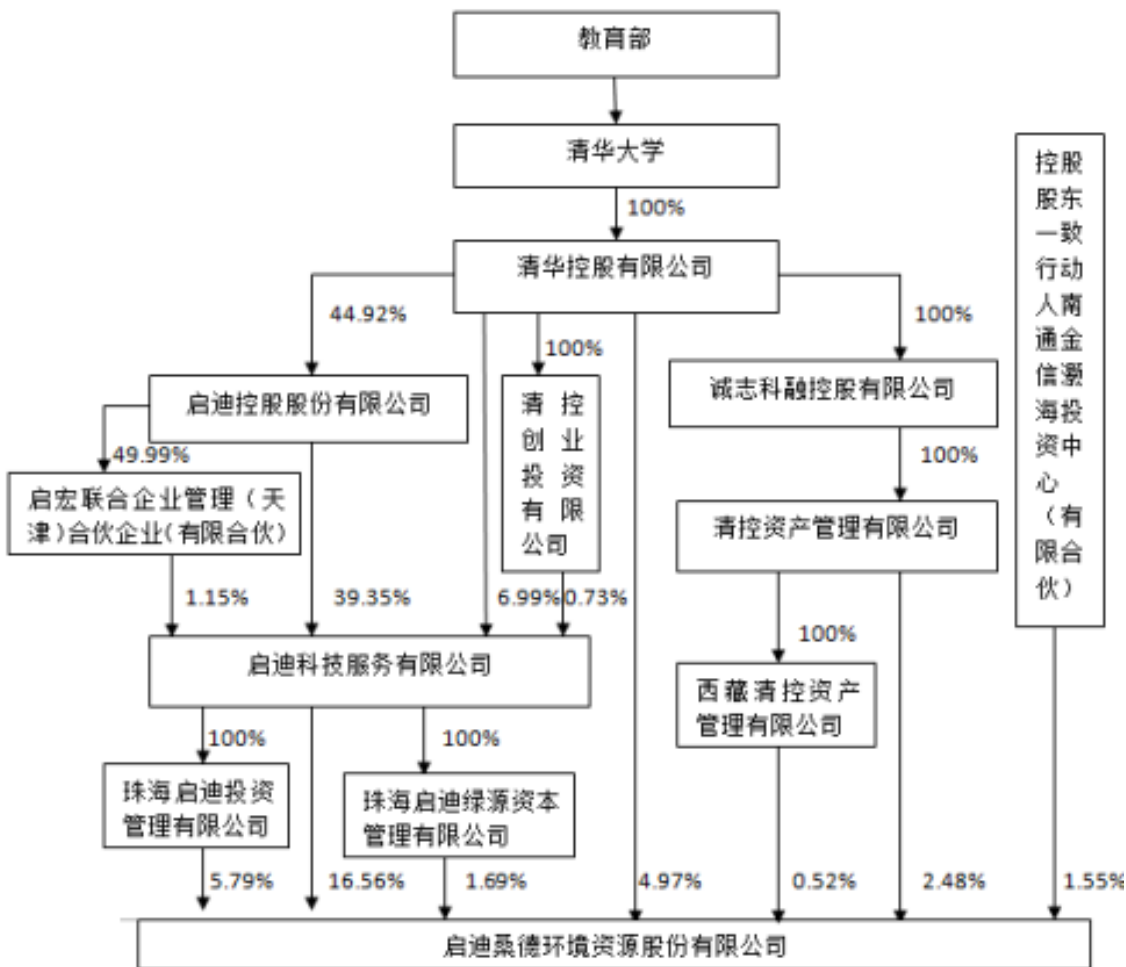 教育部
清华大学
100%
清华控股有限公司
44.92%
100%
100%
启迪控股股份有限公司
清 控
创 业
投 资
有 限
公司
诚志科融控股有限公司
控股
股东
一致
行动
人南
通金
信灏
海投
资中
心
（有
限合
伙）
49.99%
100%
启宏联合企业管理（天
津)合伙企业(有限合伙）
清控资产管理有限公司
1.15%
39.35%
6.99%
0.73%
100%
启迪科技服务有限公司
西藏清控资产
管理有限公司
100%
100%
珠海启迪投资
管理有限公司
珠海启迪绿源资本
管理有限公司
5.79%
16.56%
1.69%
4.97%
0.52%
2.48%
1.55%
启迪桑德环境资源股份有限公司